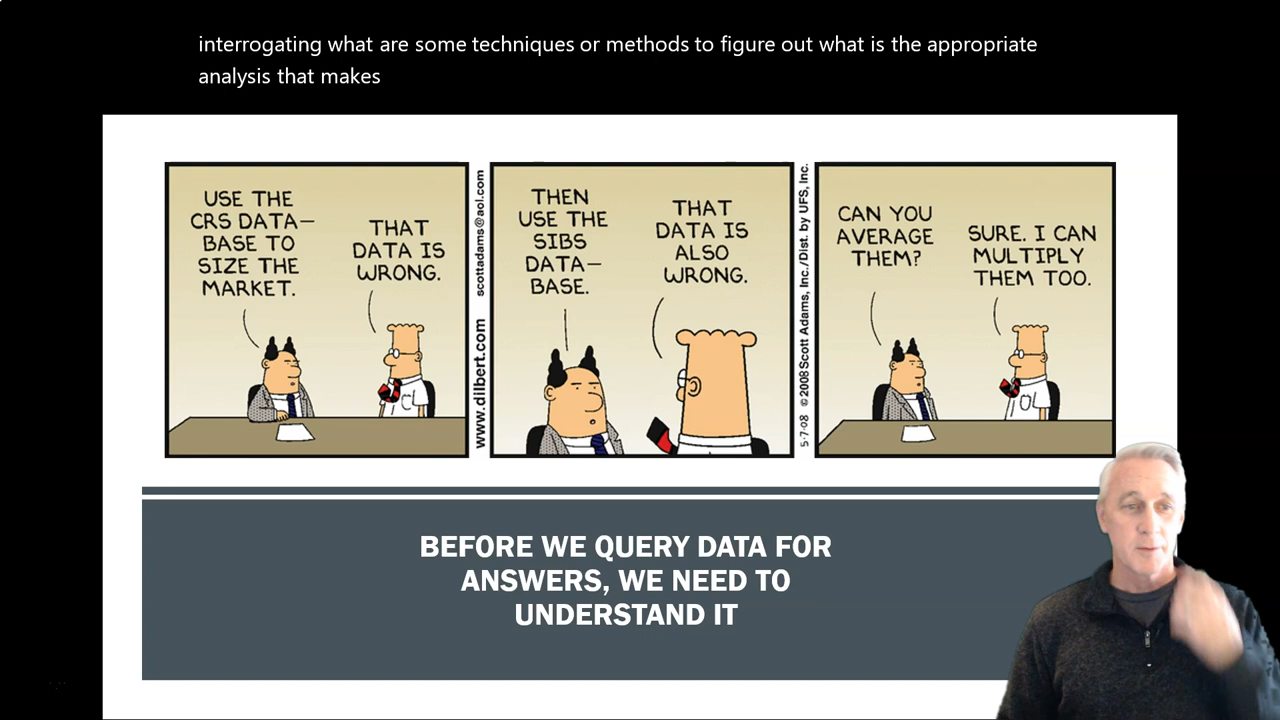 interrogating what are some techniques or methods to figure out what is the appropriate
analysis that makes
USE THE
CRS DATA-
BASE TO
SIZE THE
MARKET.
THAT
DATA IS
WRONG.
www.dilbert.com scottadams@aol.com
THEN
USE THE
SIBS
DATA-
BASE.
THAT
DATA IS
ALSO
WRONG.
5-7-08 ©2008 Scott Adams, Inc./Dist. by UFS, Inc.
CAN YOU
AVERAGE
THEM?
SURE. I CAN
MULTIPLY
THEM TOO.
BEFORE WE QUERY DATA FOR
ANSWERS, WE NEED TO
UNDERSTAND IT